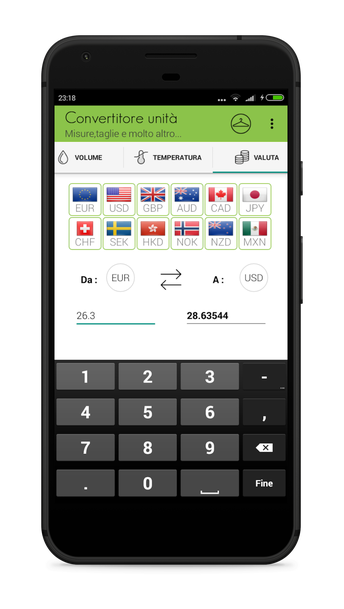 23:18
Convertitore unità
Misure,taglie e molto altro...
VOLUME TEMPERATURA VALUTA
EUR USD GBP AUD CAD JPY
CHF SEK HKD NOK NZD MXN
Da : EUR A : USD
26.3 28.63544
1 2 3 -
4 5 6 ,
7 8 9
. 0 Fine